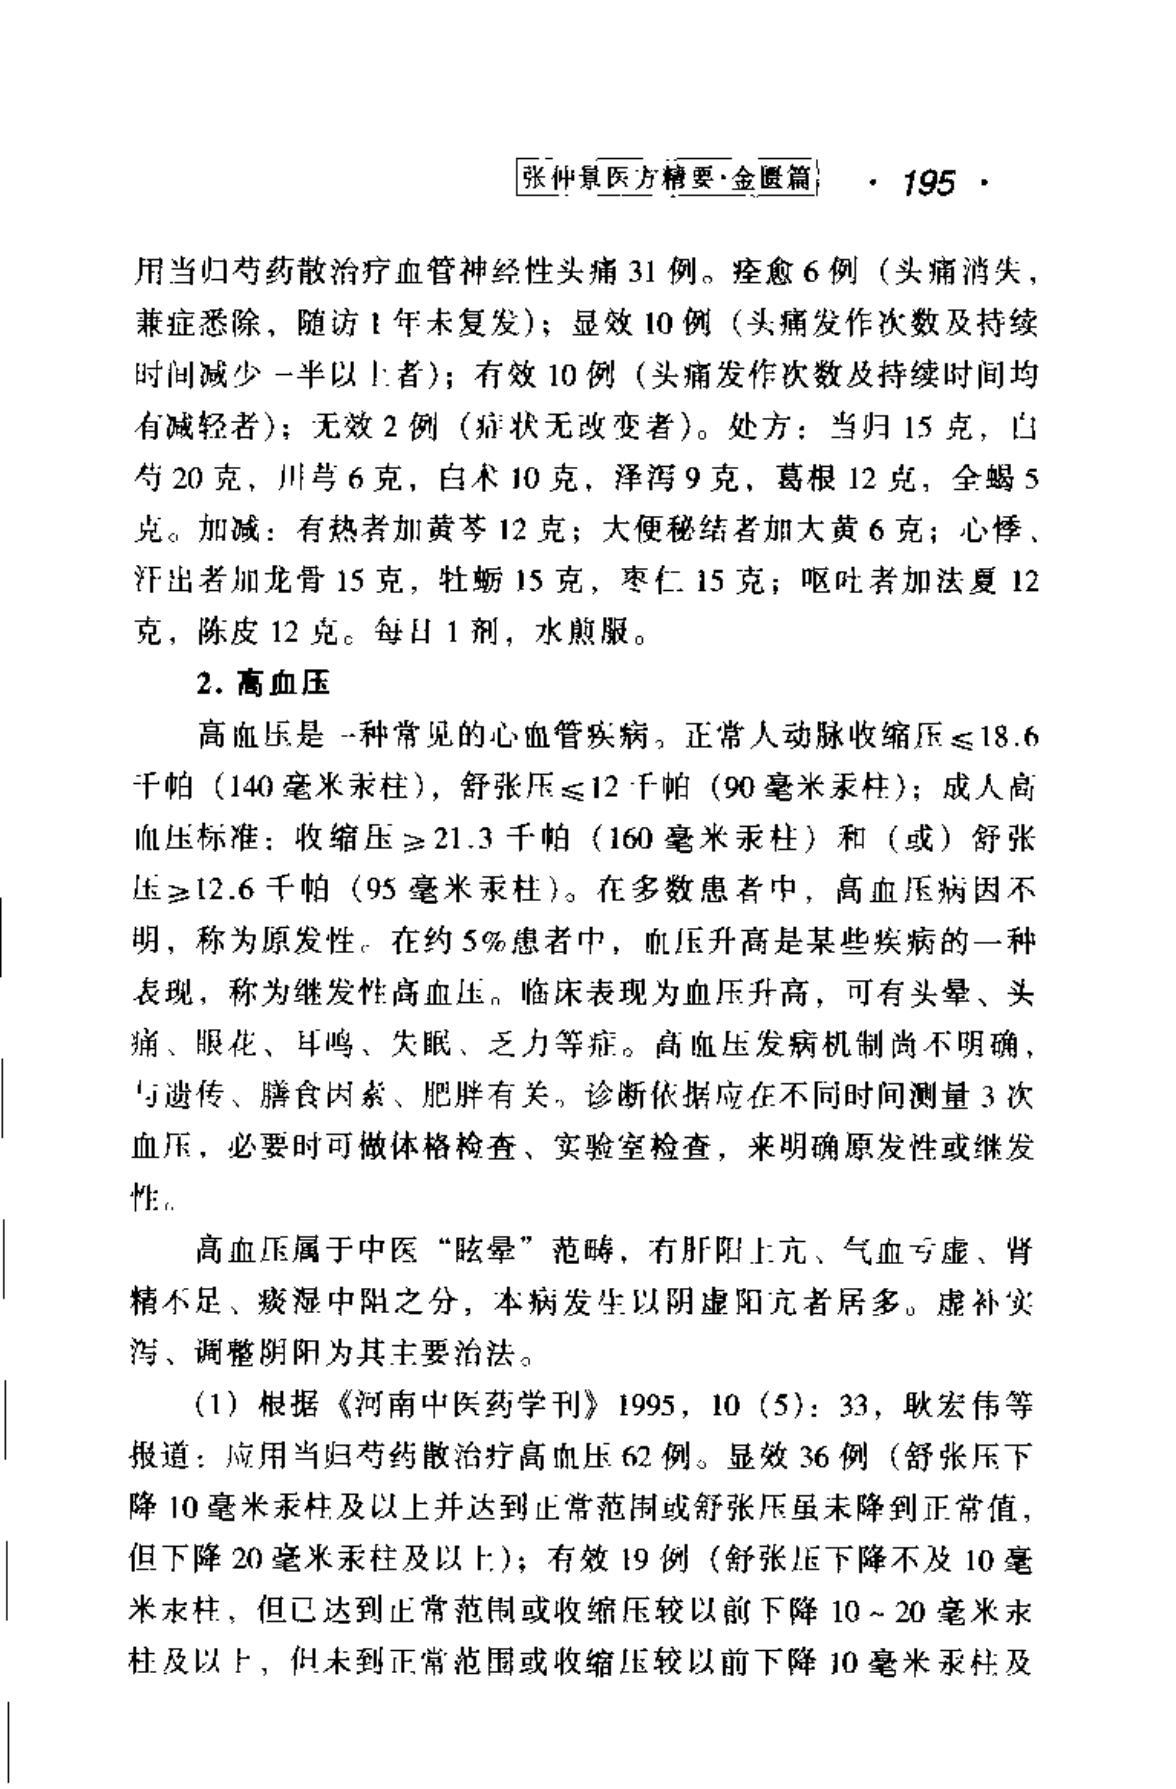 张仲景医方精要·金匮篇 · 195 ·
用当归芍药散治疗血管神经性头痛 31 例。痊愈 6 例（头痛消失，
兼症悉除，随访 1 年未复发）；显效 10 例（头痛发作次数及持续
时间减少一半以上者）；有效 10 例（头痛发作次数及持续时间均
有减轻者）；无效 2 例（症状无改变者）。处方：当归 15 克，白
芍 20 克，川芎 6 克，白术 10 克，泽泻 9 克，葛根 12 克，全蝎 5
克。加减：有热者加黄芩 12 克；大便秘结者加大黄 6 克；心悸、
汗出者加龙骨 15 克，牡蛎 15 克，枣仁 15 克；呕吐者加法夏 12
克，陈皮 12 克。每日 1 剂，水煎服。
2. 高血压
高血压是一种常见的心血管疾病。正常人动脉收缩压≤18.6
千帕（140 毫米汞柱），舒张压≤12 千帕（90 毫米汞柱）；成人高
血压标准：收缩压≥21.3 千帕（160 毫米汞柱）和（或）舒张
压≥12.6 千帕（95 毫米汞柱）。在多数患者中，高血压病因不
明，称为原发性。在约 5%患者中，血压升高是某些疾病的一种
表现，称为继发性高血压。临床表现为血压升高，可有头晕、头
痛、眼花、耳鸣、失眠、乏力等症。高血压发病机制尚不明确，
与遗传、膳食因素、肥胖有关。诊断依据应在不同时间测量 3 次
血压，必要时可做体格检查、实验室检查，来明确原发性或继发
性。
高血压属于中医“眩晕”范畴，有肝阳上亢、气血亏虚、肾
精不足、痰湿中阻之分，本病发生以阴虚阳亢者居多。虚补实
泻、调整阴阳为其主要治法。
（1）根据《河南中医药学刊》1995，10（5）：33，耿宏伟等
报道：应用当归芍药散治疗高血压 62 例。显效 36 例（舒张压下
降 10 毫米汞柱及以上并达到正常范围或舒张压虽未降到正常值，
但下降 20 毫米汞柱及以上）；有效 19 例（舒张压下降不及 10 毫
米汞柱，但已达到正常范围或收缩压较以前下降 10～20 毫米汞
柱及以上，但未到正常范围或收缩压较以前下降 10 毫米汞柱及